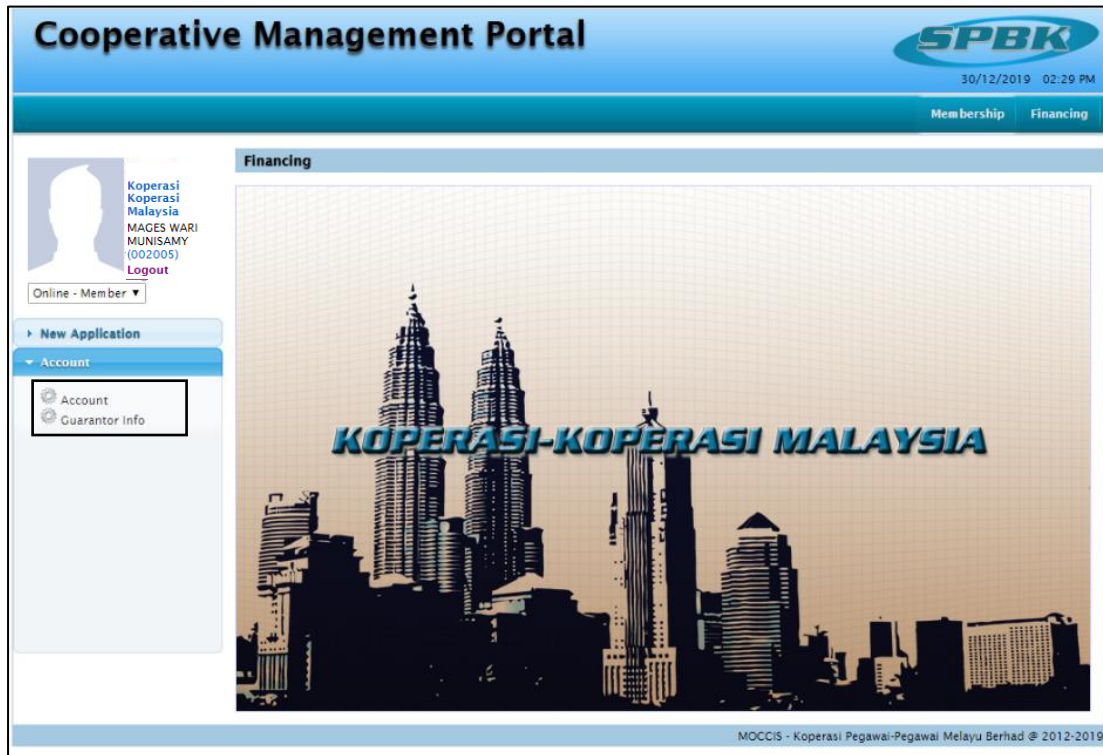 Cooperative Management Portal
SPBK
30/12/2019 02:29 PM
Membership Financing
Financing
Koperasi
Koperasi
Malaysia
MAGES WARI
MUNISAMY
(002005)
Logout
Online - Member
New Application
Account
Account
Guarantor Info
KOPERASI-KOPERASI MALAYSIA
MOCCIS - Koperasi Pegawai-Pegawai Melayu Berhad @ 2012-2019